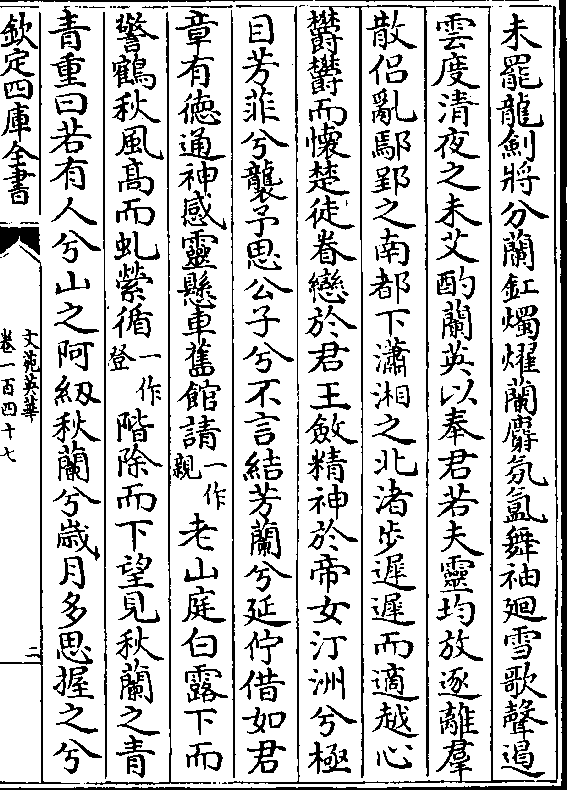 未罷龍劍將分蘭釭燭燿蘭麝氛氲舞袖廻雪歌聲遏
雲度清夜之未艾酌蘭英以奉君若夫靈均放逐離羣
散侣亂鄢郢之南都下瀟湘之北渚步遲遲而適越心
欝欝而懐楚徒眷戀於君王斂精神於帝女汀洲兮極
目芳菲兮襲予思公子兮不言結芳蘭兮延佇借如君
章有徳通神感靈懸車舊館請一作親老山庭白露下而
警鶴秋風髙而虬縈循一作登階除而下望見秋蘭之青
青重曰若有人兮山之阿紉秋蘭兮嵗月多思握之兮
欽定四庫全書
文苑英華
卷一百四十七
二